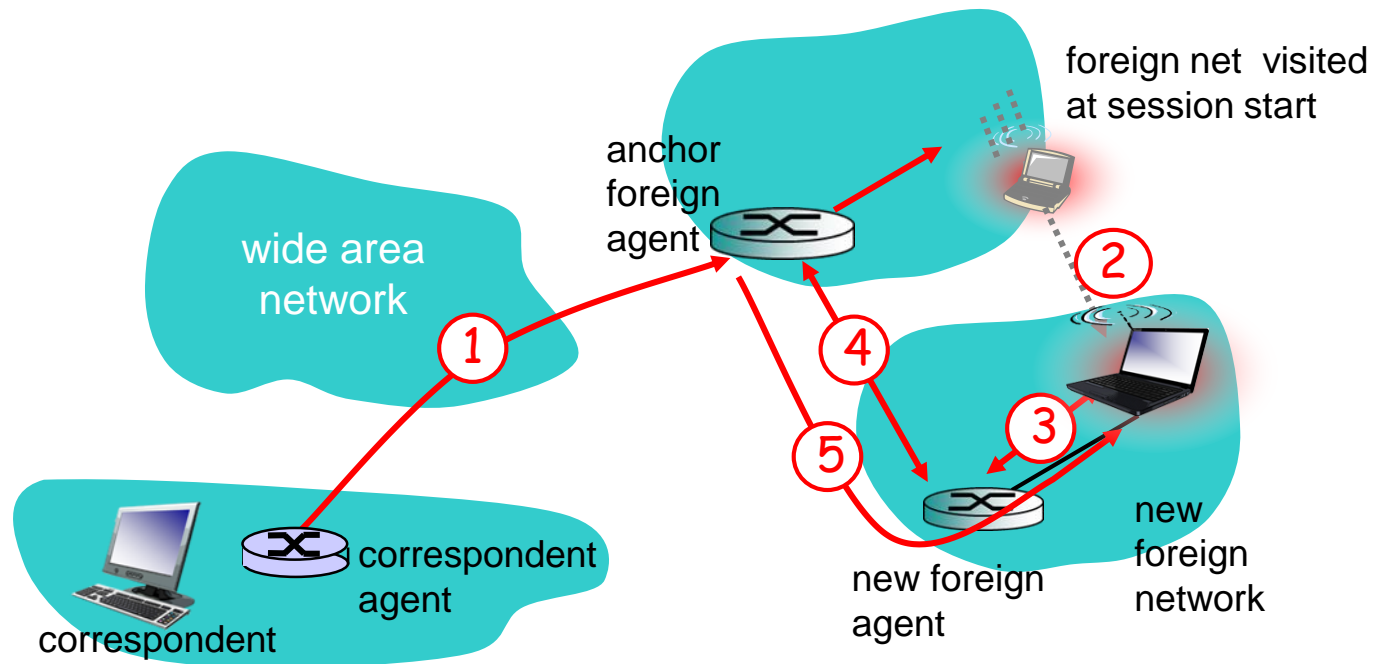 foreign net visited
at session start
anchor
foreign
agent
wide area
network
2
1
4
3
5
correspondent
agent
correspondent
new foreign
agent
new
foreign
network